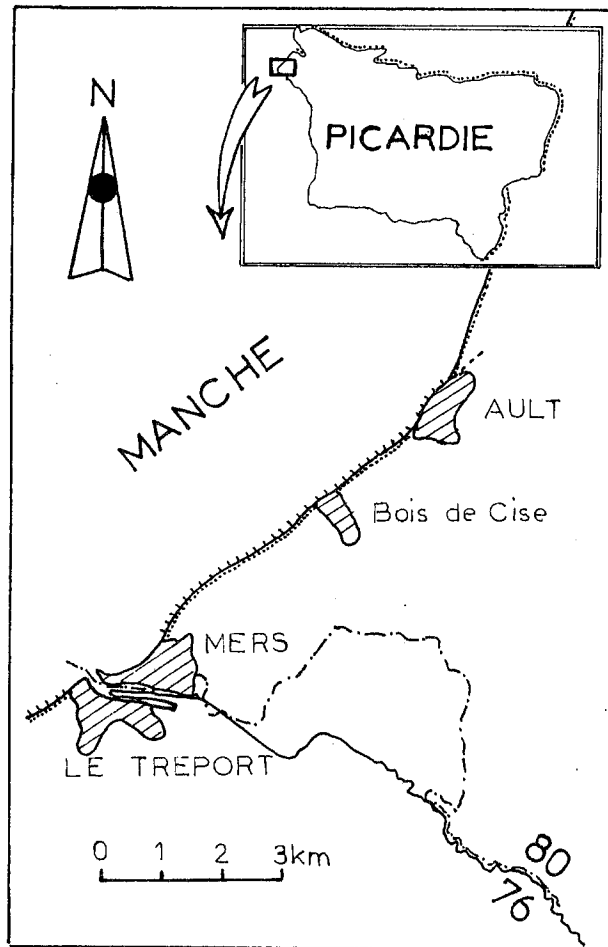 N
PICARDIE
MANCHE
AULT
Bois de Cise
MERS
LE TREPORT
0 1 2 3km
80
76